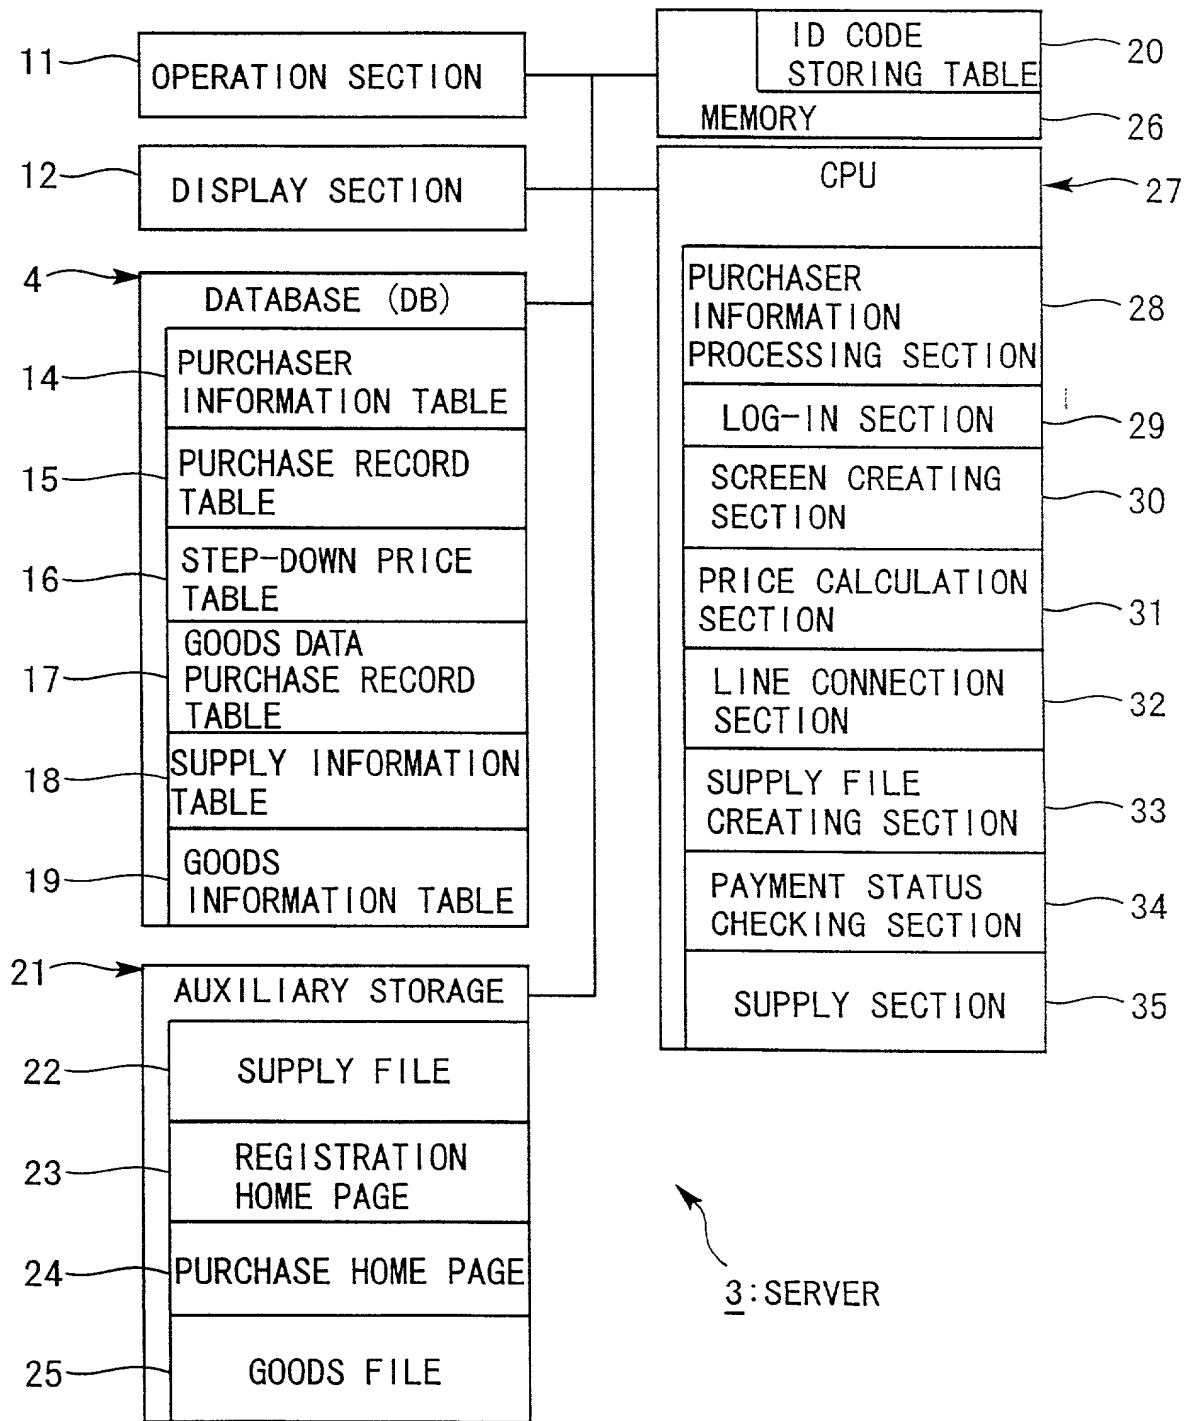 11
OPERATION SECTION
12
DISPLAY SECTION
4
DATABASE (DB)
14
PURCHASER
INFORMATION TABLE
15
PURCHASE RECORD
TABLE
16
STEP-DOWN PRICE
TABLE
17
GOODS DATA
PURCHASE RECORD
TABLE
18
SUPPLY INFORMATION
TABLE
19
GOODS
INFORMATION TABLE
21
AUXILIARY STORAGE
22
SUPPLY FILE
23
REGISTRATION
HOME PAGE
24
PURCHASE HOME PAGE
25
GOODS FILE
ID CODE
STORING TABLE
20
MEMORY
26
CPU
27
PURCHASER
INFORMATION
PROCESSING SECTION
28
LOG-IN SECTION
29
SCREEN CREATING
SECTION
30
PRICE CALCULATION
SECTION
31
LINE CONNECTION
SECTION
32
SUPPLY FILE
CREATING SECTION
33
PAYMENT STATUS
CHECKING SECTION
34
SUPPLY SECTION
35
3:SERVER